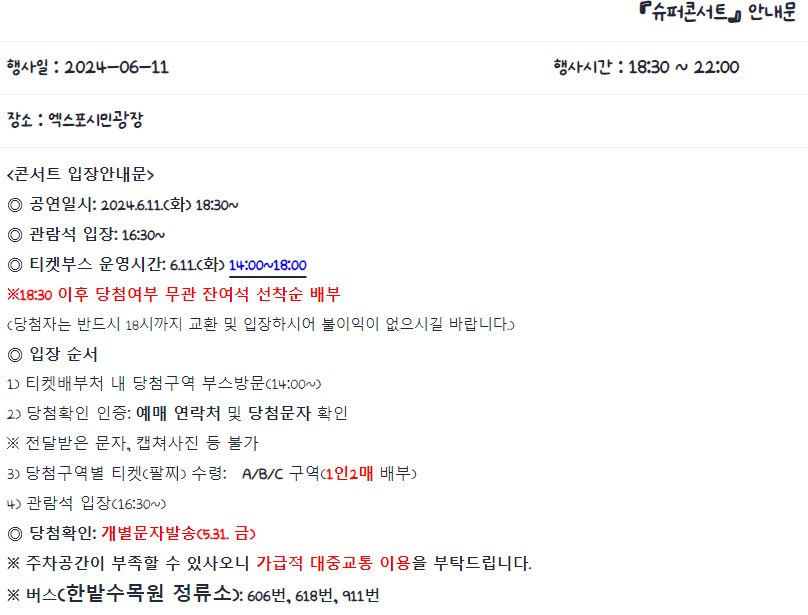 『슈퍼콘서트』 안내문
행사일 : 2024-06-11 행사시간 : 18:30 ~ 22:00
장소 : 엑스포시민광장
<콘서트 입장안내문>
◎ 공연일시: 2024.6.11.(화) 18:30~
◎ 관람석 입장: 16:30~
◎ 티켓부스 운영시간: 6.11.(화) 14:00~18:00
※18:30 이후 당첨여부 무관 잔여석 선착순 배부
(당첨자는 반드시 18시까지 교환 및 입장하시어 불이익이 없으시길 바랍니다.)
◎ 입장 순서
1) 티켓배부처 내 당첨구역 부스방문(14:00~)
2) 당첨확인 인증: 예매 연락처 및 당첨문자 확인
※ 전달받은 문자, 캡쳐사진 등 불가
3) 당첨구역별 티켓(팔찌) 수령: A/B/C 구역(1인2매 배부)
4) 관람석 입장(16:30~)
◎ 당첨확인: 개별문자발송(5.31. 금)
※ 주차공간이 부족할 수 있사오니 가급적 대중교통 이용을 부탁드립니다.
※ 버스(한밭수목원 정류소): 606번, 618번, 911번